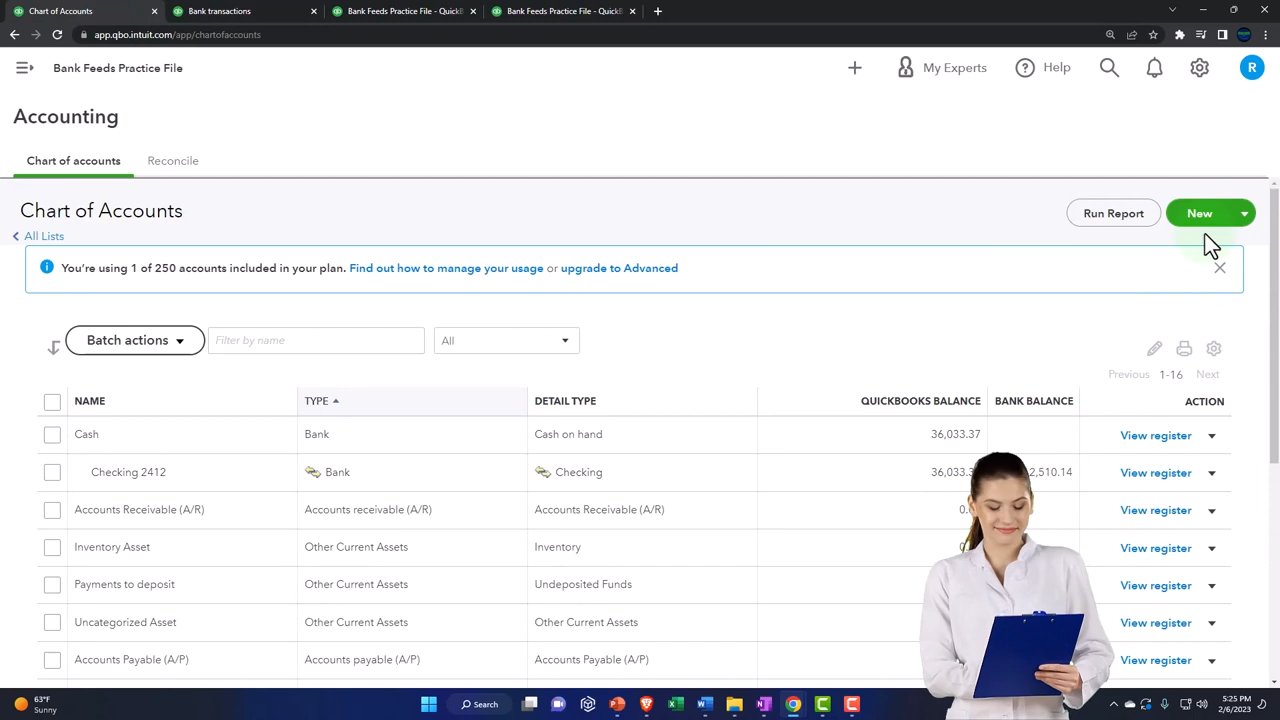 Chart of Accounts
Bank transactions
Bank Feeds Practice File - QuickB
Bank Feeds Practice File - QuickB
app.qbo.intuit.com/app/chartofaccounts
Bank Feeds Practice File
My Experts
Help
R
Accounting
Chart of accounts
Reconcile
Chart of Accounts
Run Report
New
All Lists
You're using 1 of 250 accounts included in your plan. Find out how to manage your usage or upgrade to Advanced
Batch actions
Filter by name
All
Previous 1-16 Next
NAME TYPE DETAIL TYPE QUICKBOOKS BALANCE BANK BALANCE ACTION
Cash Bank Cash on hand 36,033.37 View register
Checking 2412 Bank Checking 36,033.3 2,510.14 View register
Accounts Receivable (A/R) Accounts receivable (A/R) Accounts Receivable (A/R) 0. View register
Inventory Asset Other Current Assets Inventory View register
Payments to deposit Other Current Assets Undeposited Funds View register
Uncategorized Asset Other Current Assets Other Current Assets View register
Accounts Payable (A/P) Accounts payable (A/P) Accounts Payable (A/P) View register
63°F
Sunny
Search
5:25 PM
2/6/2023